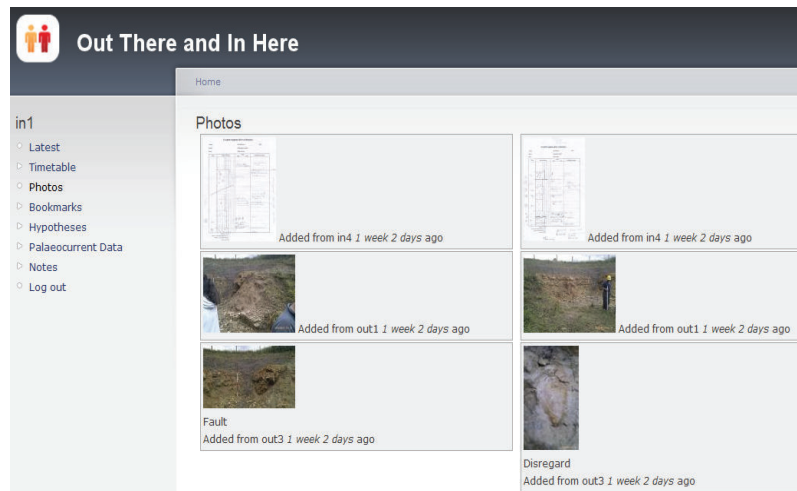 Out There and In Here
Home
in1
Latest
Timetable
Photos
Bookmarks
Hypotheses
Palaeocurrent Data
Notes
Log out
Photos
Added from in4 1 week 2 days ago
Added from in4 1 week 2 days ago
Added from out1 1 week 2 days ago
Added from out1 1 week 2 days ago
Fault
Added from out3 1 week 2 days ago
Disregard
Added from out3 1 week 2 days ago